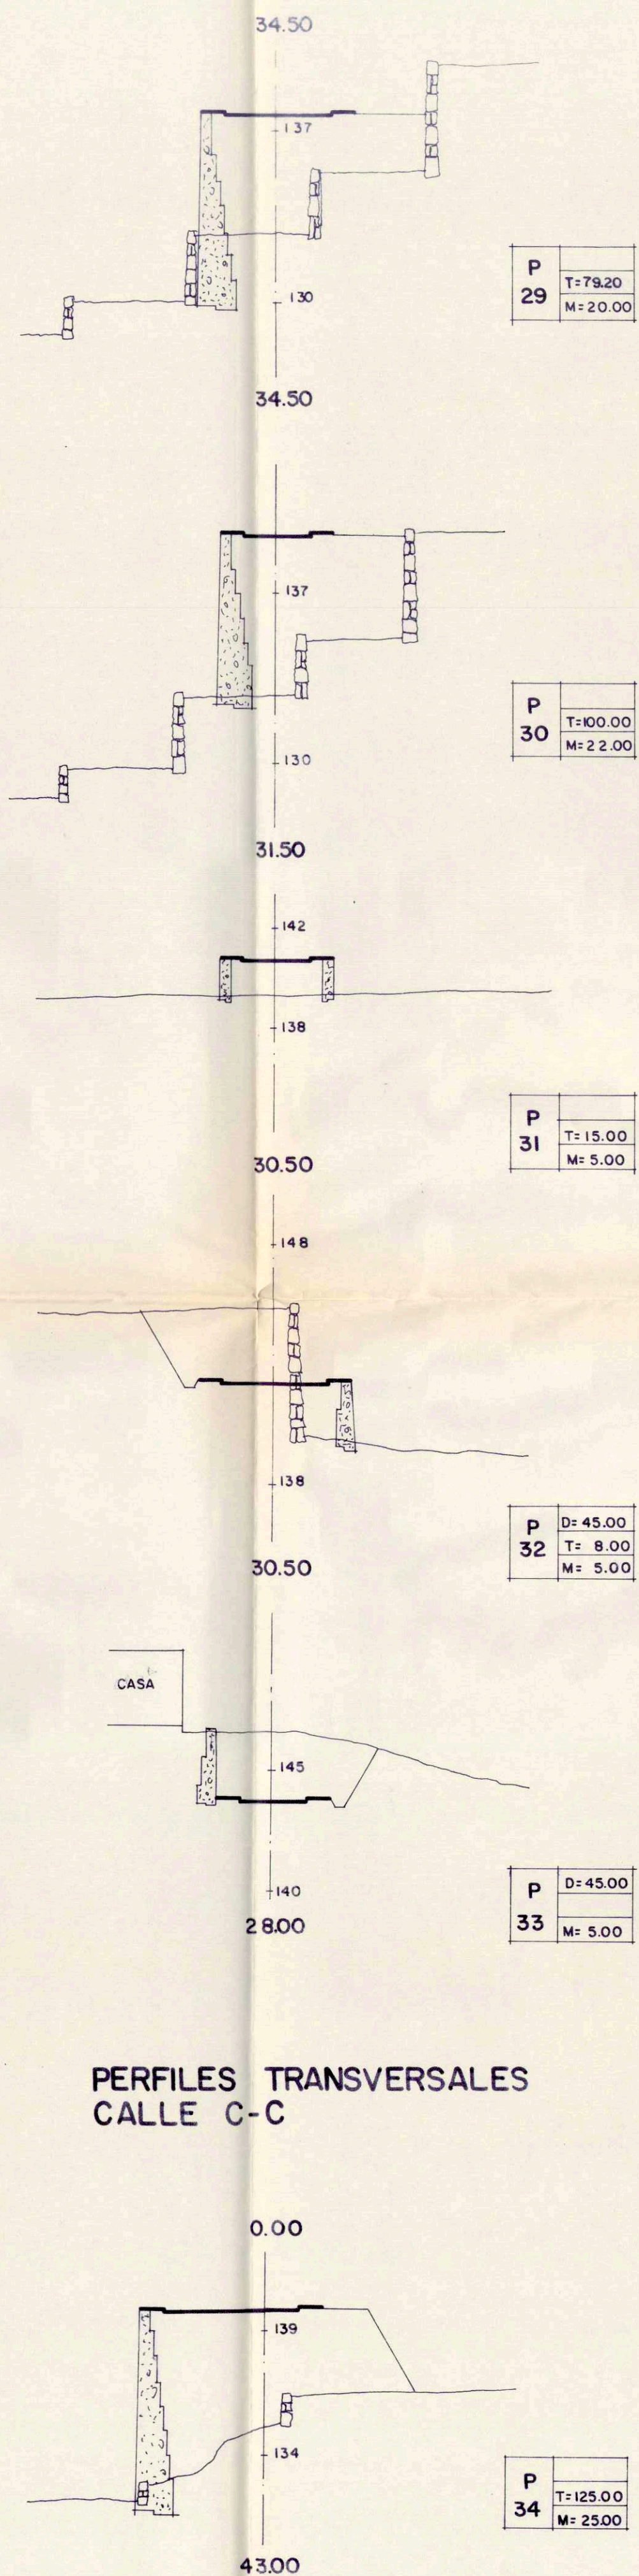 34.50
137
P
29
T=79.20
M=20.00
130
34.50
137
P
30
T=100.00
M=22.00
130
31.50
142
138
P
31
T=15.00
M=5.00
30.50
148
138
P
32
D=45.00
T= 8.00
M= 5.00
30.50
CASA
145
140
P
33
D=45.00
M= 5.00
28.00
PERFILES TRANSVERSALES
CALLE C-C
0.00
139
134
P
34
T=125.00
M=25.00
43.00